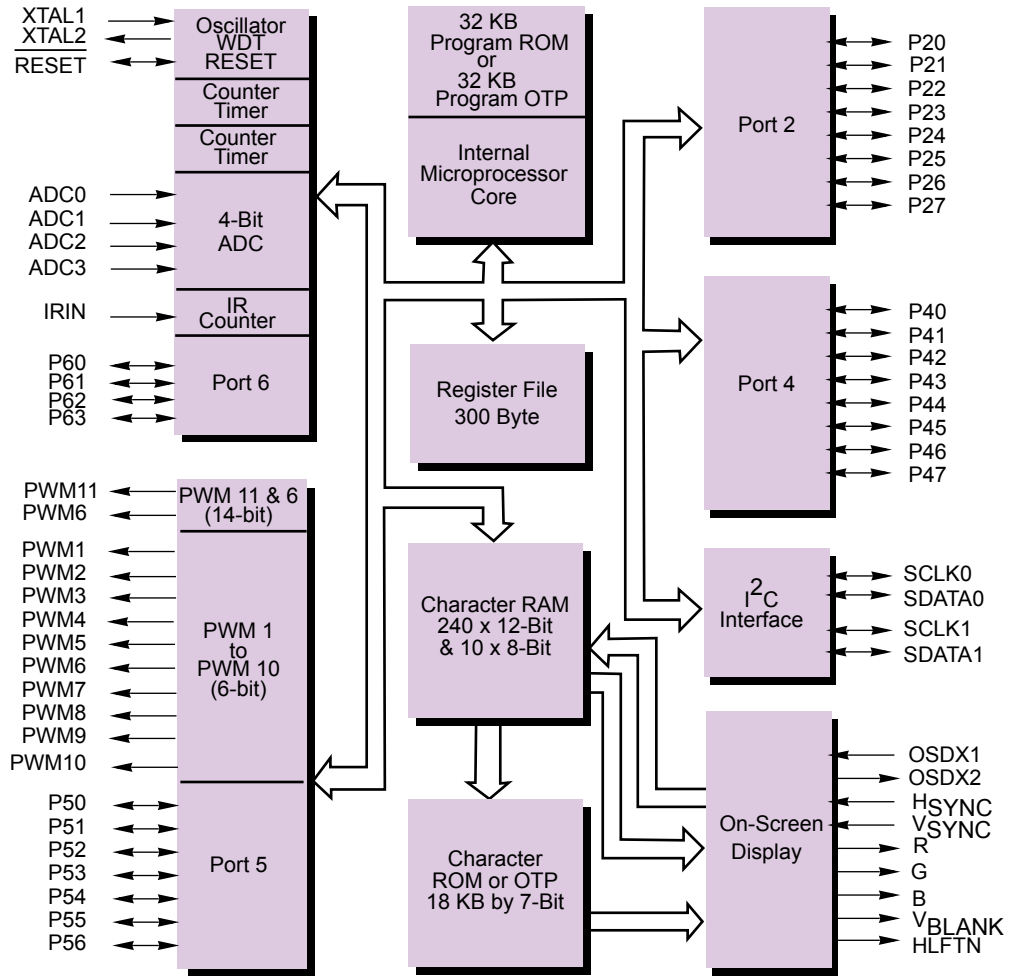 XTAL1
XTAL2
RESET
Oscillator
WDT
RESET
Counter
Timer
Counter
Timer
ADC0
ADC1
ADC2
ADC3
4-Bit
ADC
IRIN
IR
Counter
P60
P61
P62
P63
Port 6
32 KB
Program ROM
or
32 KB
Program OTP
Internal
Microprocessor
Core
Register File
300 Byte
Port 2
P20
P21
P22
P23
P24
P25
P26
P27
Port 4
P40
P41
P42
P43
P44
P45
P46
P47
PWM11
PWM6
PWM 11 & 6
(14-bit)
PWM1
PWM2
PWM3
PWM4
PWM5
PWM6
PWM7
PWM8
PWM9
PWM10
PWM 1
to
PWM 10
(6-bit)
P50
P51
P52
P53
P54
P55
P56
Port 5
Character RAM
240 x 12-Bit
& 10 x 8-Bit
Character
ROM or OTP
18 KB by 7-Bit
I2C
Interface
SCLK0
SDATA0
SCLK1
SDATA1
On-Screen
Display
OSDX1
OSDX2
HSYNC
VSYNC
R
G
B
VBLANK
HLFTN